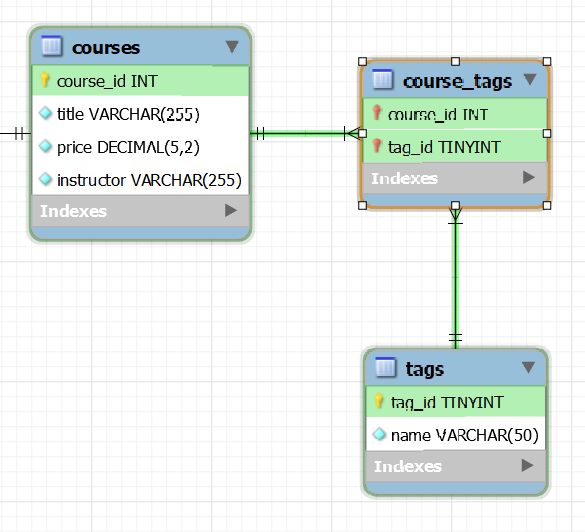 courses
course_id INT
title VARCHAR(255)
price DECIMAL(5,2)
instructor VARCHAR(255)
Indexes
course_tags
course_id INT
tag_id TINYINT
Indexes
tags
tag_id TINYINT
name VARCHAR(50)
Indexes